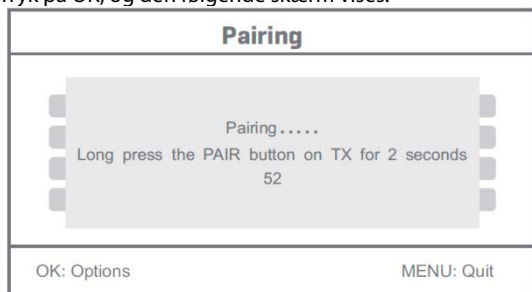 Tryk på OK, og den følgende skærm vises:
Pairing
Pairing.....
Long press the PAIR button on TX for 2 seconds
52
OK: Options
MENU: Quit